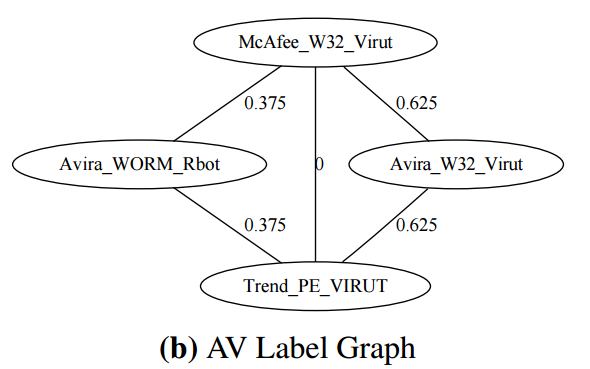 McAfee_W32_Virut
0.375
0.625
Avira_WORM_Rbot
0
Avira_W32_Virut
0.375
0.625
Trend_PE_VIRUT
(b) AV Label Graph